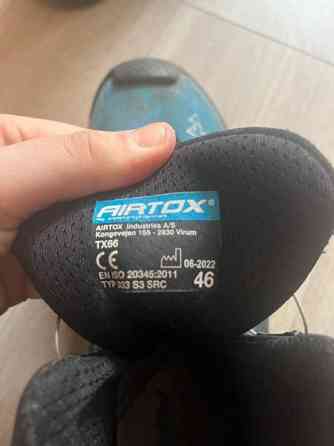 AIRTOX®
AIRTOX Industries A/S
Kongevejen 155 - 2830 Virum
TX66
CE 06-2022
EN ISO 20345:2011 46
S3 SRC